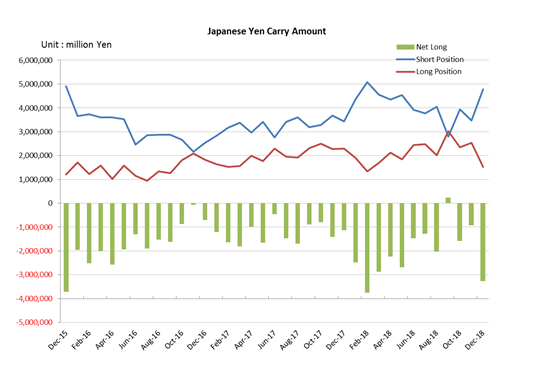 Japanese Yen Carry Amount
Unit : million Yen
Net Long
Short Position
Long Position
6,000,000
5,000,000
4,000,000
3,000,000
2,000,000
1,000,000
0
-1,000,000
-2,000,000
-3,000,000
-4,000,000
-5,000,000
Dec-15
Feb-16
Apr-16
Jun-16
Aug-16
Oct-16
Dec-16
Feb-17
Apr-17
Jun-17
Aug-17
Oct-17
Dec-17
Feb-18
Apr-18
Jun-18
Aug-18
Oct-18
Dec-18